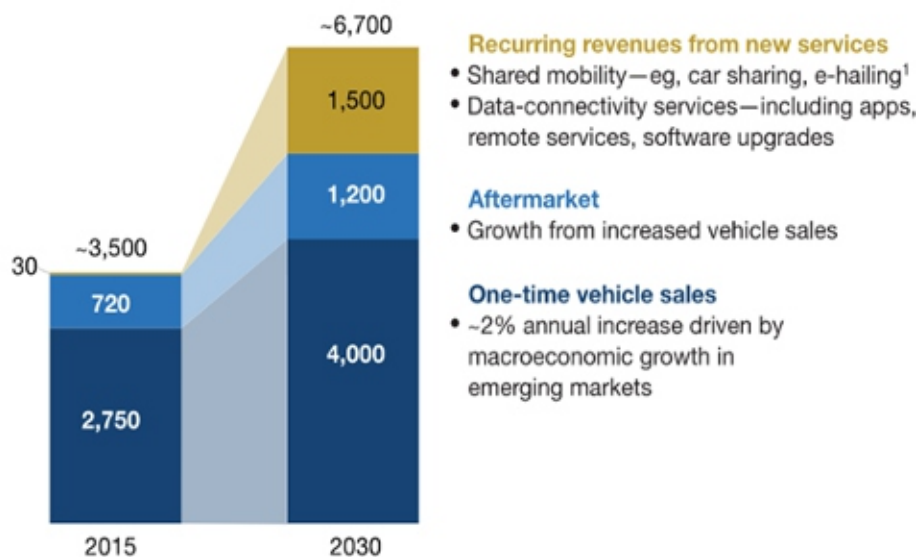 ~6,700
1,500
1,200
4,000
2030
~3,500
30
720
2,750
2015
Recurring revenues from new services
• Shared mobility—eg, car sharing, e-hailing¹
• Data-connectivity services—including apps,
remote services, software upgrades
Aftermarket
• Growth from increased vehicle sales
One-time vehicle sales
• ~2% annual increase driven by
macroeconomic growth in
emerging markets